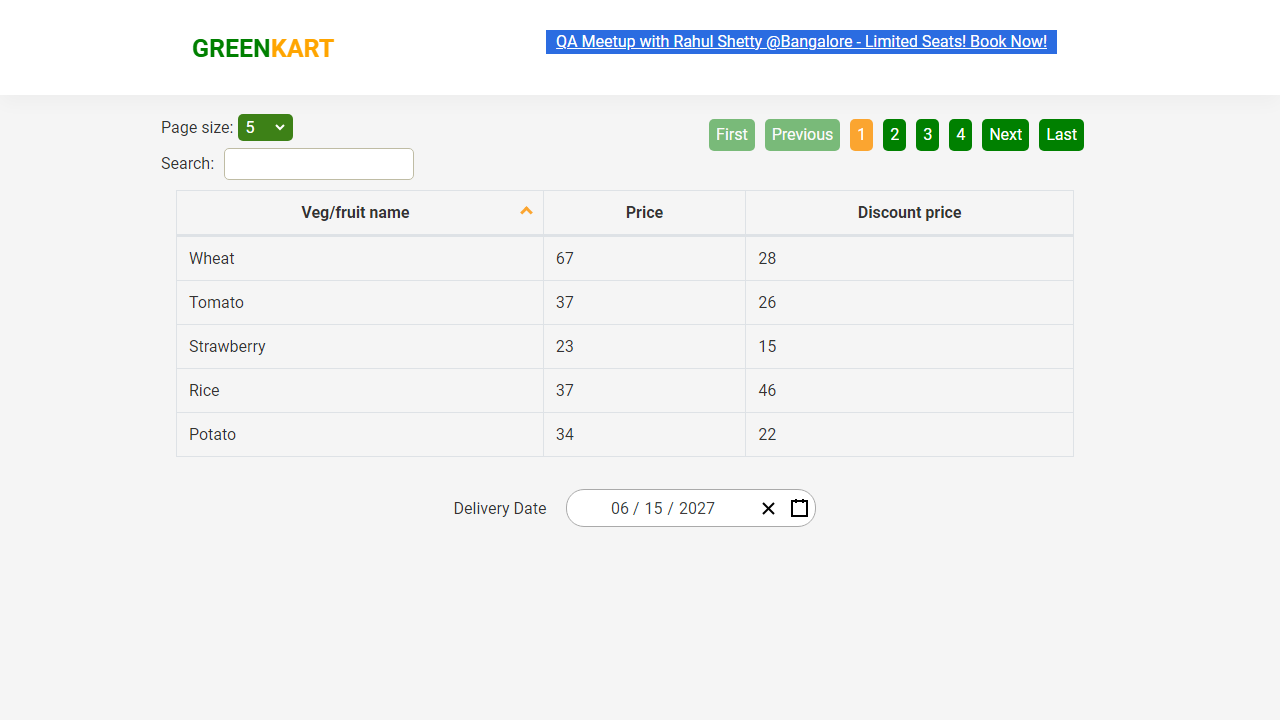 GREENKART
QA Meetup with Rahul Shetty @Bangalore - Limited Seats! Book Now!
Page size: 5
First Previous 1 2 3 4 Next Last
Search:
Veg/fruit name Price Discount price
Wheat 67 28
Tomato 37 26
Strawberry 23 15
Rice 37 46
Potato 34 22
Delivery Date 06 / 15 / 2027